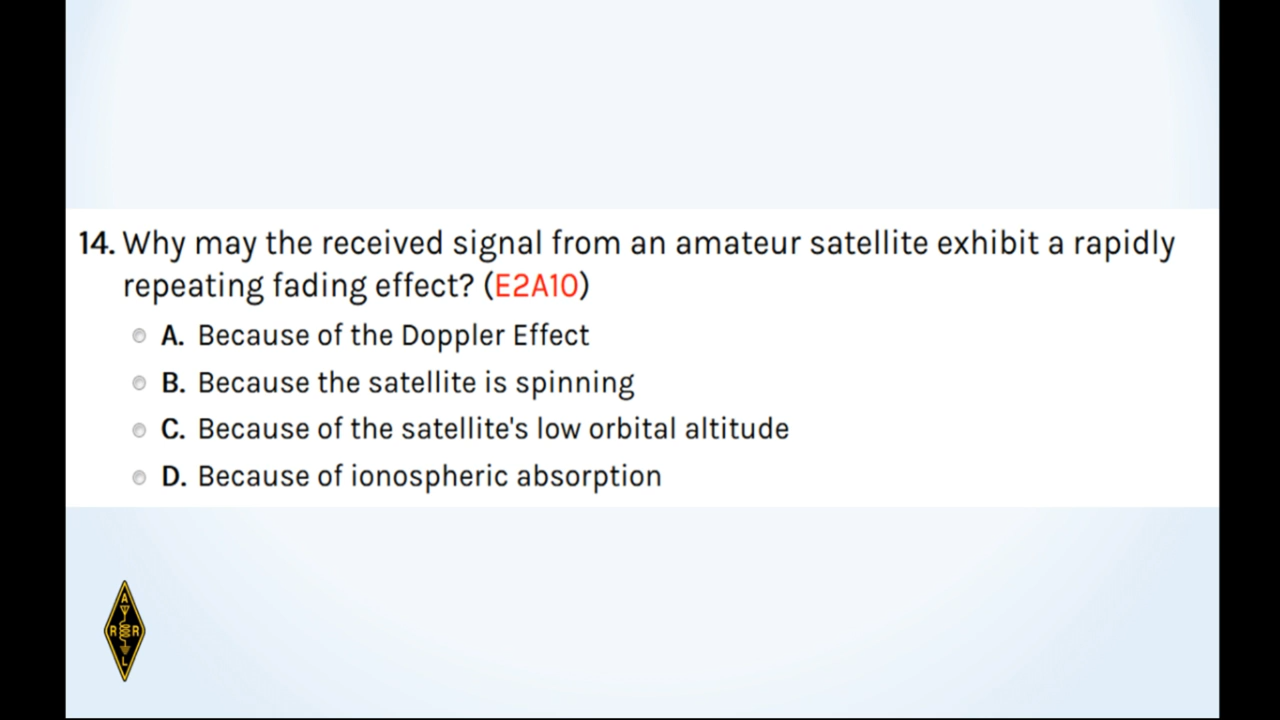 14. Why may the received signal from an amateur satellite exhibit a rapidly
repeating fading effect? (E2A10)
A. Because of the Doppler Effect
B. Because the satellite is spinning
C. Because of the satellite's low orbital altitude
D. Because of ionospheric absorption
A
R R
L